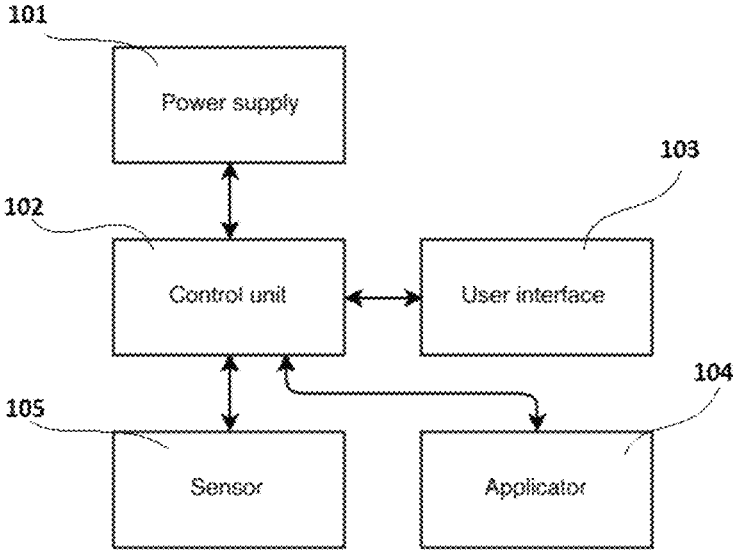 101
Power supply
103
102
Control unit
User interface
104
105
Sensor
Applicator